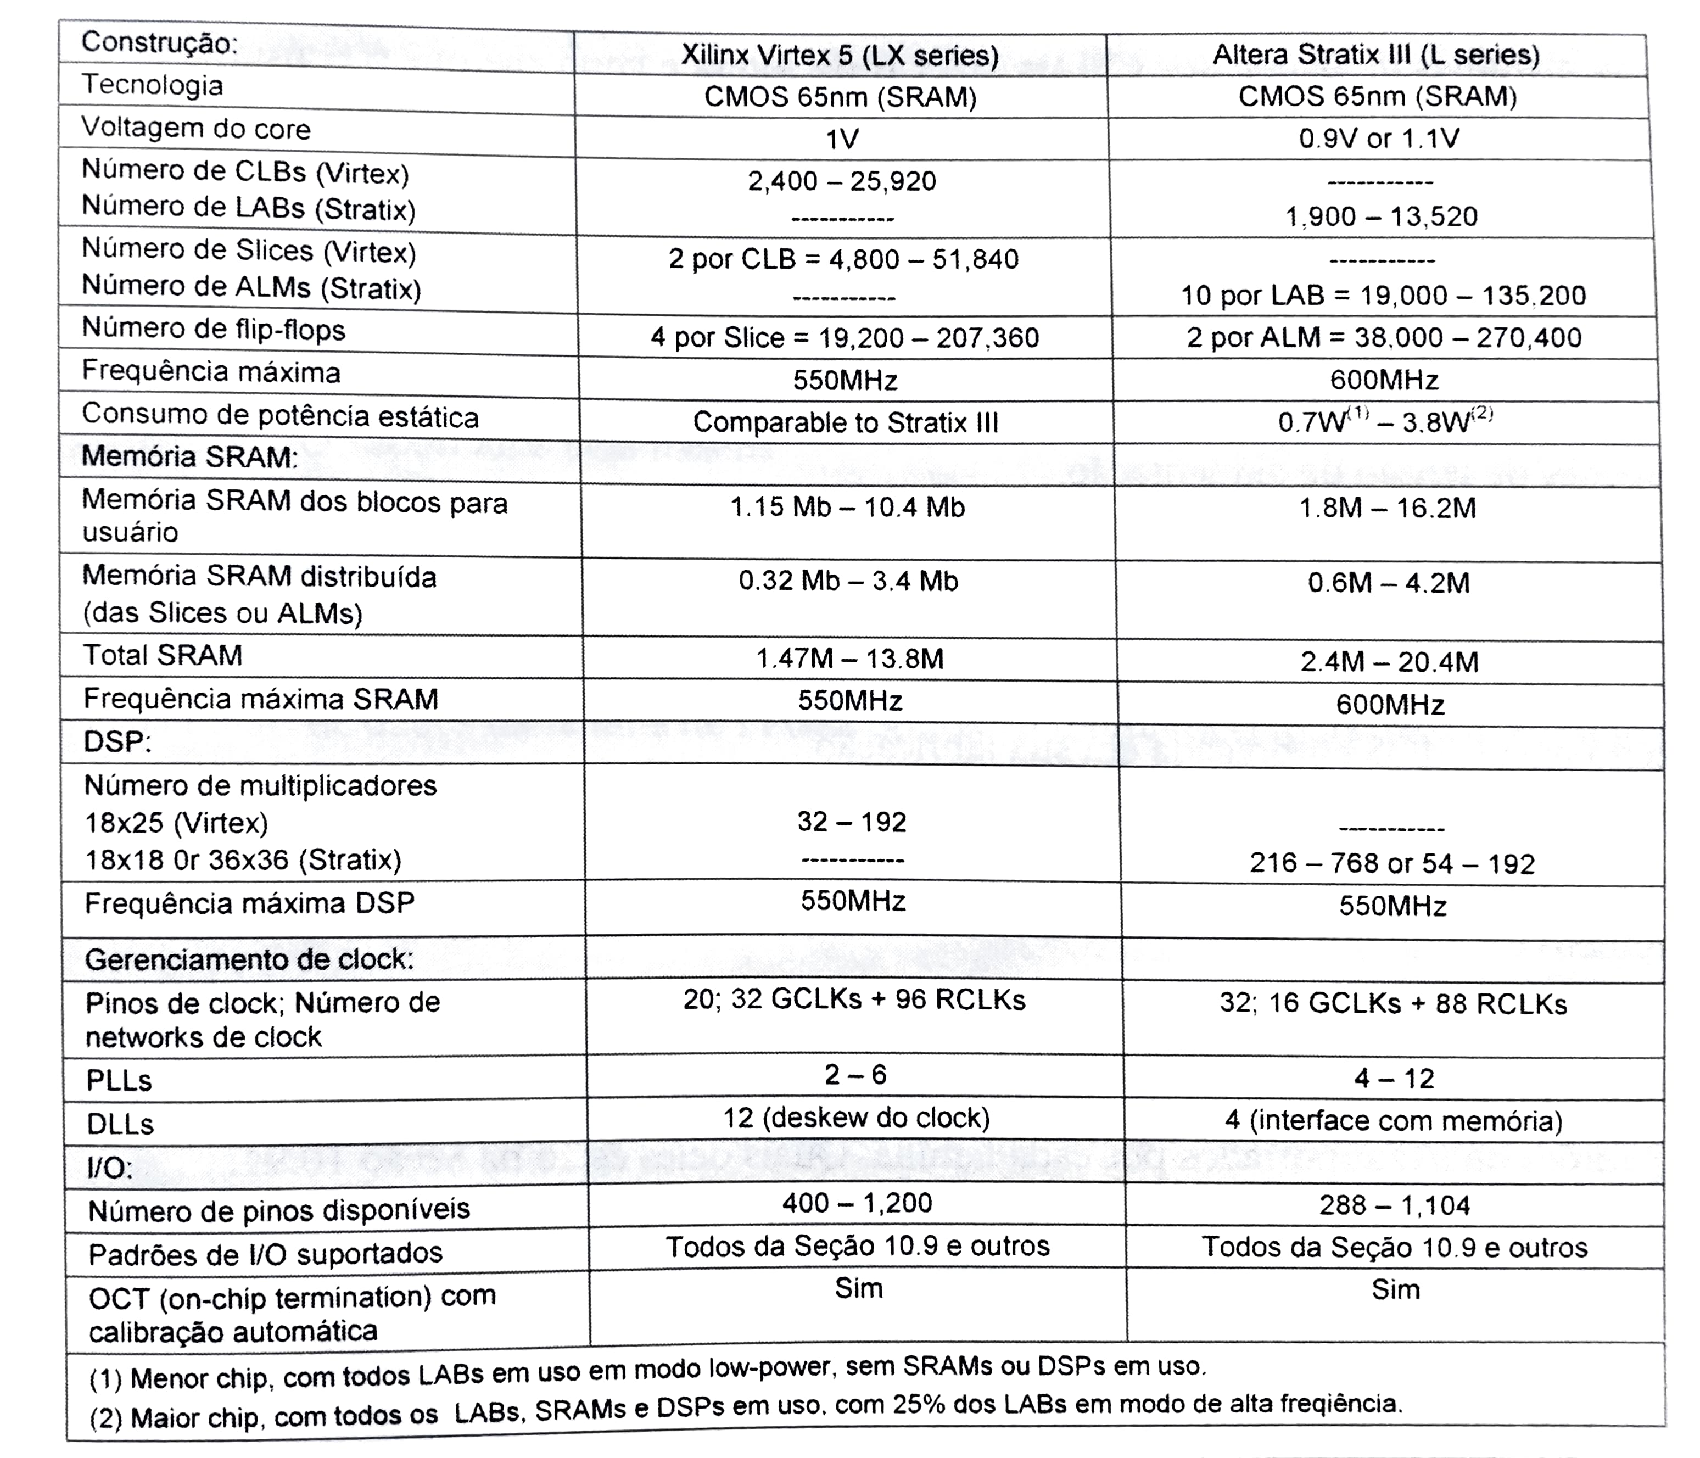 Construção: Xilinx Virtex 5 (LX series) Altera Stratix III (L series)
Tecnologia CMOS 65nm (SRAM) CMOS 65nm (SRAM)
Voltagem do core 1V 0.9V or 1.1V
Número de CLBs (Virtex) 2,400 – 25,920 -----------
Número de LABs (Stratix) ----------- 1,900 – 13,520
Número de Slices (Virtex) 2 por CLB = 4,800 – 51,840 -----------
Número de ALMs (Stratix) ----------- 10 por LAB = 19,000 – 135,200
Número de flip-flops 4 por Slice = 19,200 – 207,360 2 por ALM = 38,000 – 270,400
Frequência máxima 550MHz 600MHz
Consumo de potência estática Comparable to Stratix III 0.7W(1) – 3.8W(2)
Memória SRAM:
Memória SRAM dos blocos para 1.15 Mb – 10.4 Mb 1.8M – 16.2M
usuário
Memória SRAM distribuída 0.32 Mb – 3.4 Mb 0.6M – 4.2M
(das Slices ou ALMs)
Total SRAM 1.47M – 13.8M 2.4M – 20.4M
Frequência máxima SRAM 550MHz 600MHz
DSP:
Número de multiplicadores
18x25 (Virtex) 32 – 192 -----------
18x18 0r 36x36 (Stratix) ----------- 216 – 768 or 54 – 192
Frequência máxima DSP 550MHz 550MHz
Gerenciamento de clock:
Pinos de clock; Número de 20; 32 GCLKs + 96 RCLKs 32; 16 GCLKs + 88 RCLKs
networks de clock
PLLs 2 – 6 4 – 12
DLLs 12 (deskew do clock) 4 (interface com memória)
I/O:
Número de pinos disponíveis 400 – 1,200 288 – 1,104
Padrões de I/O suportados Todos da Seção 10.9 e outros Todos da Seção 10.9 e outros
OCT (on-chip termination) com Sim Sim
calibração automática
(1) Menor chip, com todos LABs em uso em modo low-power, sem SRAMs ou DSPs em uso.
(2) Maior chip, com todos os LABs, SRAMs e DSPs em uso, com 25% dos LABs em modo de alta freqiência.